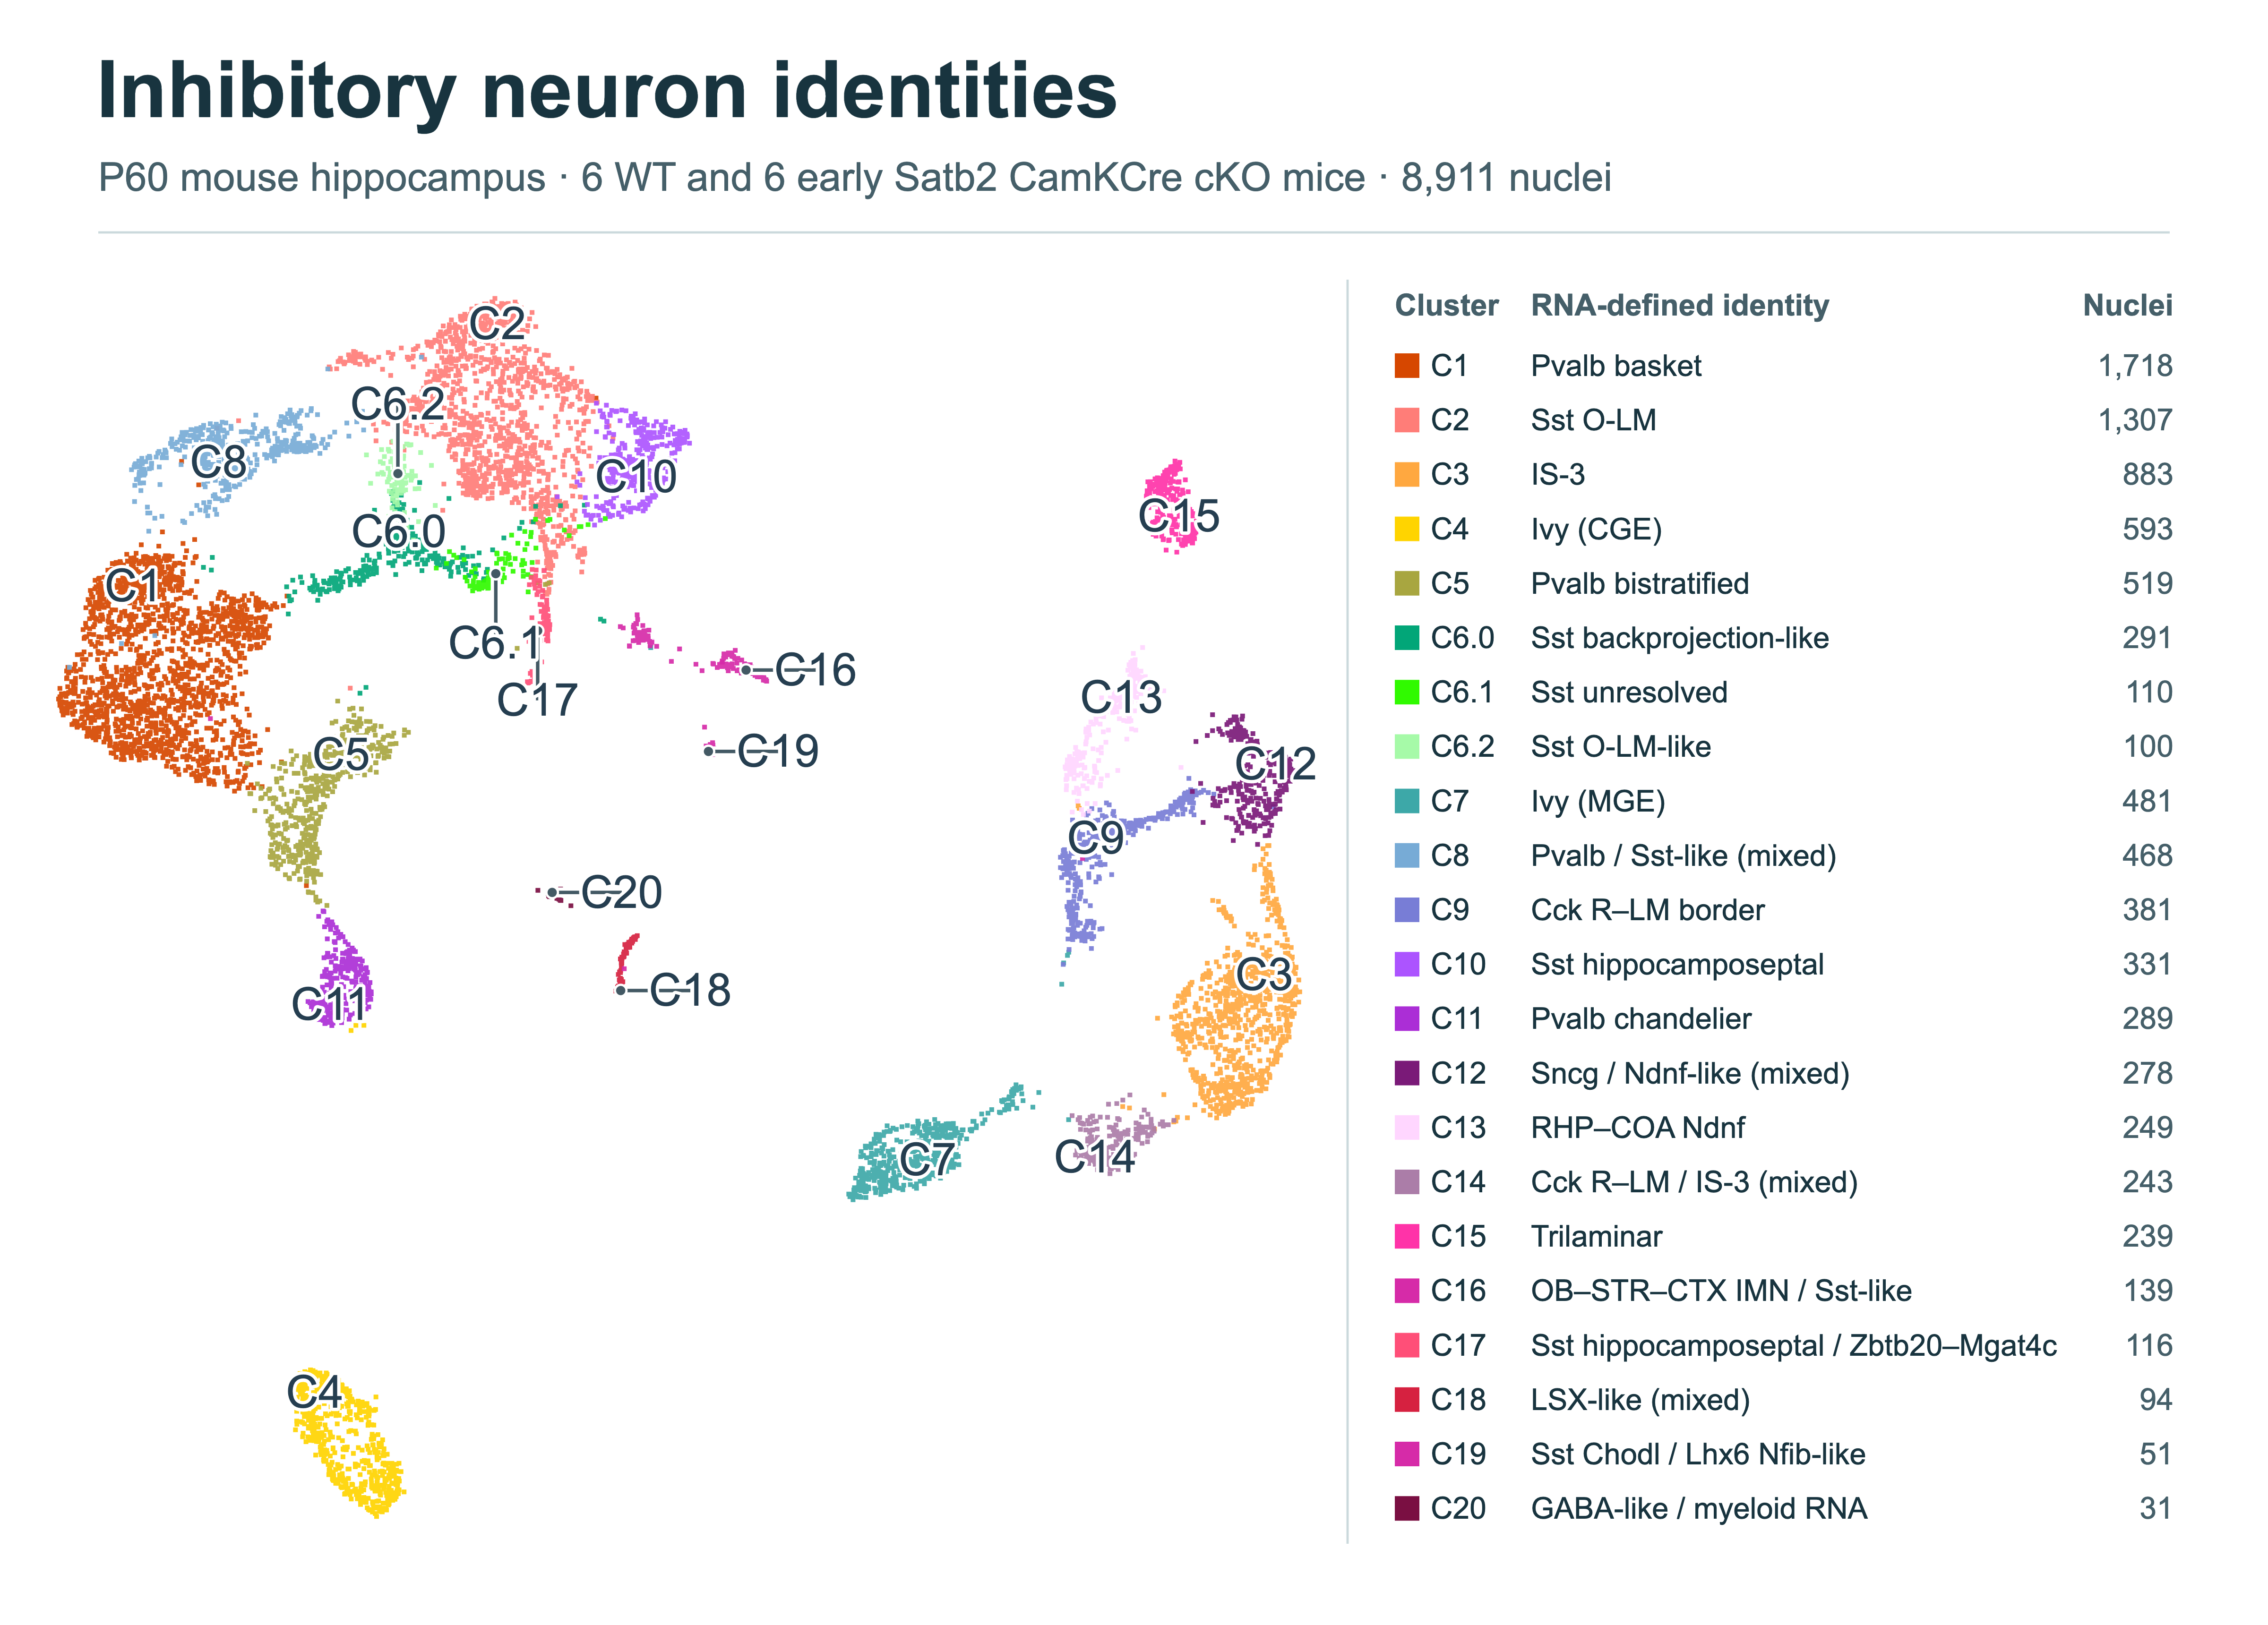 Inhibitory neuron identities
P60 mouse hippocampus · 6 WT and 6 early Satb2 CamKCre cKO mice · 8,911 nuclei
C2
C6.2
C8
C10
C6.0
C1
C6.1
C17
C16
C19
C5
C20
C18
C11
C4
C15
C13
C12
C9
C3
C7
C14
Cluster RNA-defined identity Nuclei
C1 Pvalb basket 1,718
C2 Sst O-LM 1,307
C3 IS-3 883
C4 Ivy (CGE) 593
C5 Pvalb bistratified 519
C6.0 Sst backprojection-like 291
C6.1 Sst unresolved 110
C6.2 Sst O-LM-like 100
C7 Ivy (MGE) 481
C8 Pvalb / Sst-like (mixed) 468
C9 Cck R–LM border 381
C10 Sst hippocamposeptal 331
C11 Pvalb chandelier 289
C12 Sncg / Ndnf-like (mixed) 278
C13 RHP–COA Ndnf 249
C14 Cck R–LM / IS-3 (mixed) 243
C15 Trilaminar 239
C16 OB–STR–CTX IMN / Sst-like 139
C17 Sst hippocamposeptal / Zbtb20–Mgat4c 116
C18 LSX-like (mixed) 94
C19 Sst Chodl / Lhx6 Nfib-like 51
C20 GABA-like / myeloid RNA 31